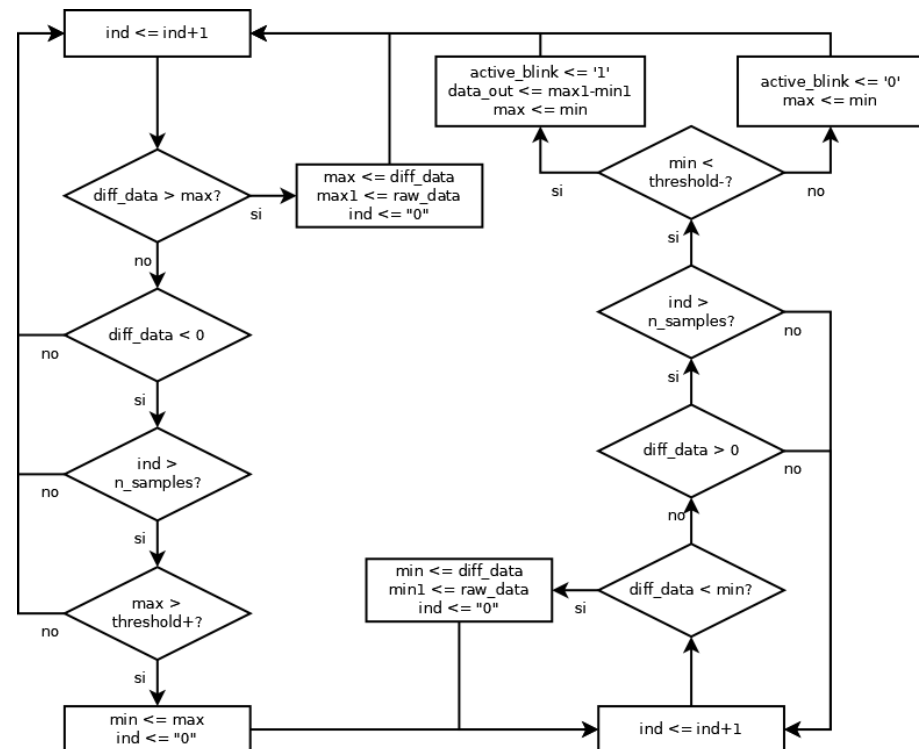 ind <= ind+1
diff_data > max?
si
no
max <= diff_data
max1 <= raw_data
ind <= "0"
diff_data < 0
no
si
ind >
n_samples?
no
si
max >
threshold+?
no
si
min <= max
ind <= "0"
active_blink <= '1'
data_out <= max1-min1
max <= min
active_blink <= '0'
max <= min
min <
threshold-?
si
no
si
ind >
n_samples?
no
si
diff_data > 0
no
no
diff_data < min?
si
min <= diff_data
min1 <= raw_data
ind <= "0"
ind <= ind+1